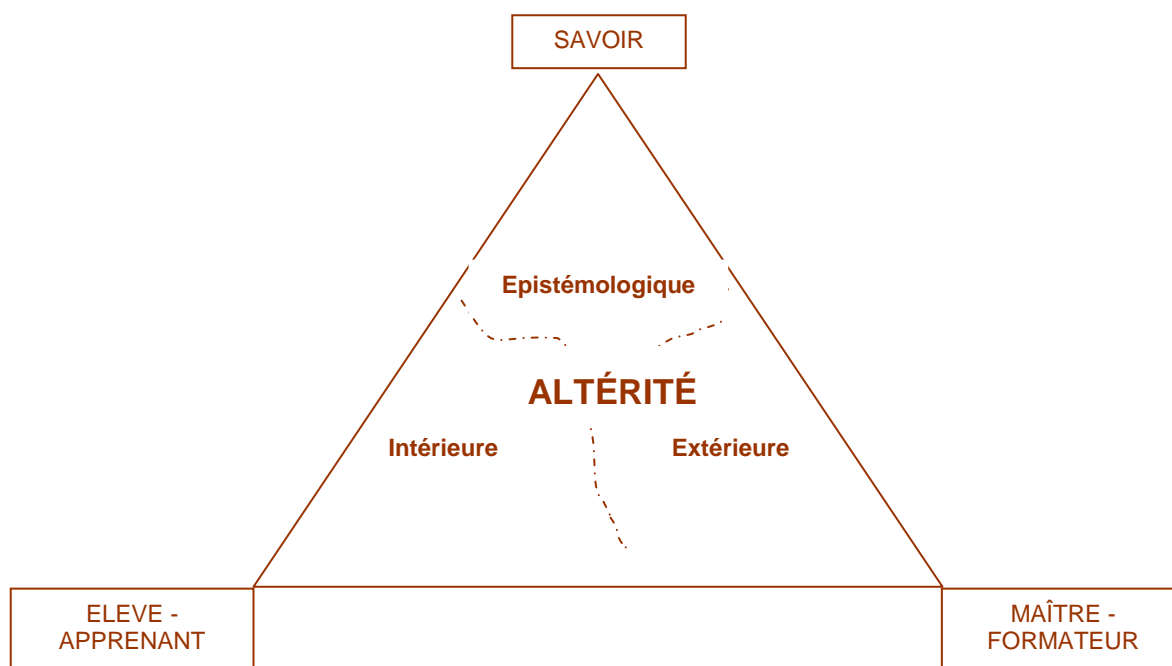 SAVOIR
Epistémologique
ALTÉRITÉ
Intérieure
Extérieure
ELEVE -
APPRENANT
MAÎTRE -
FORMATEUR